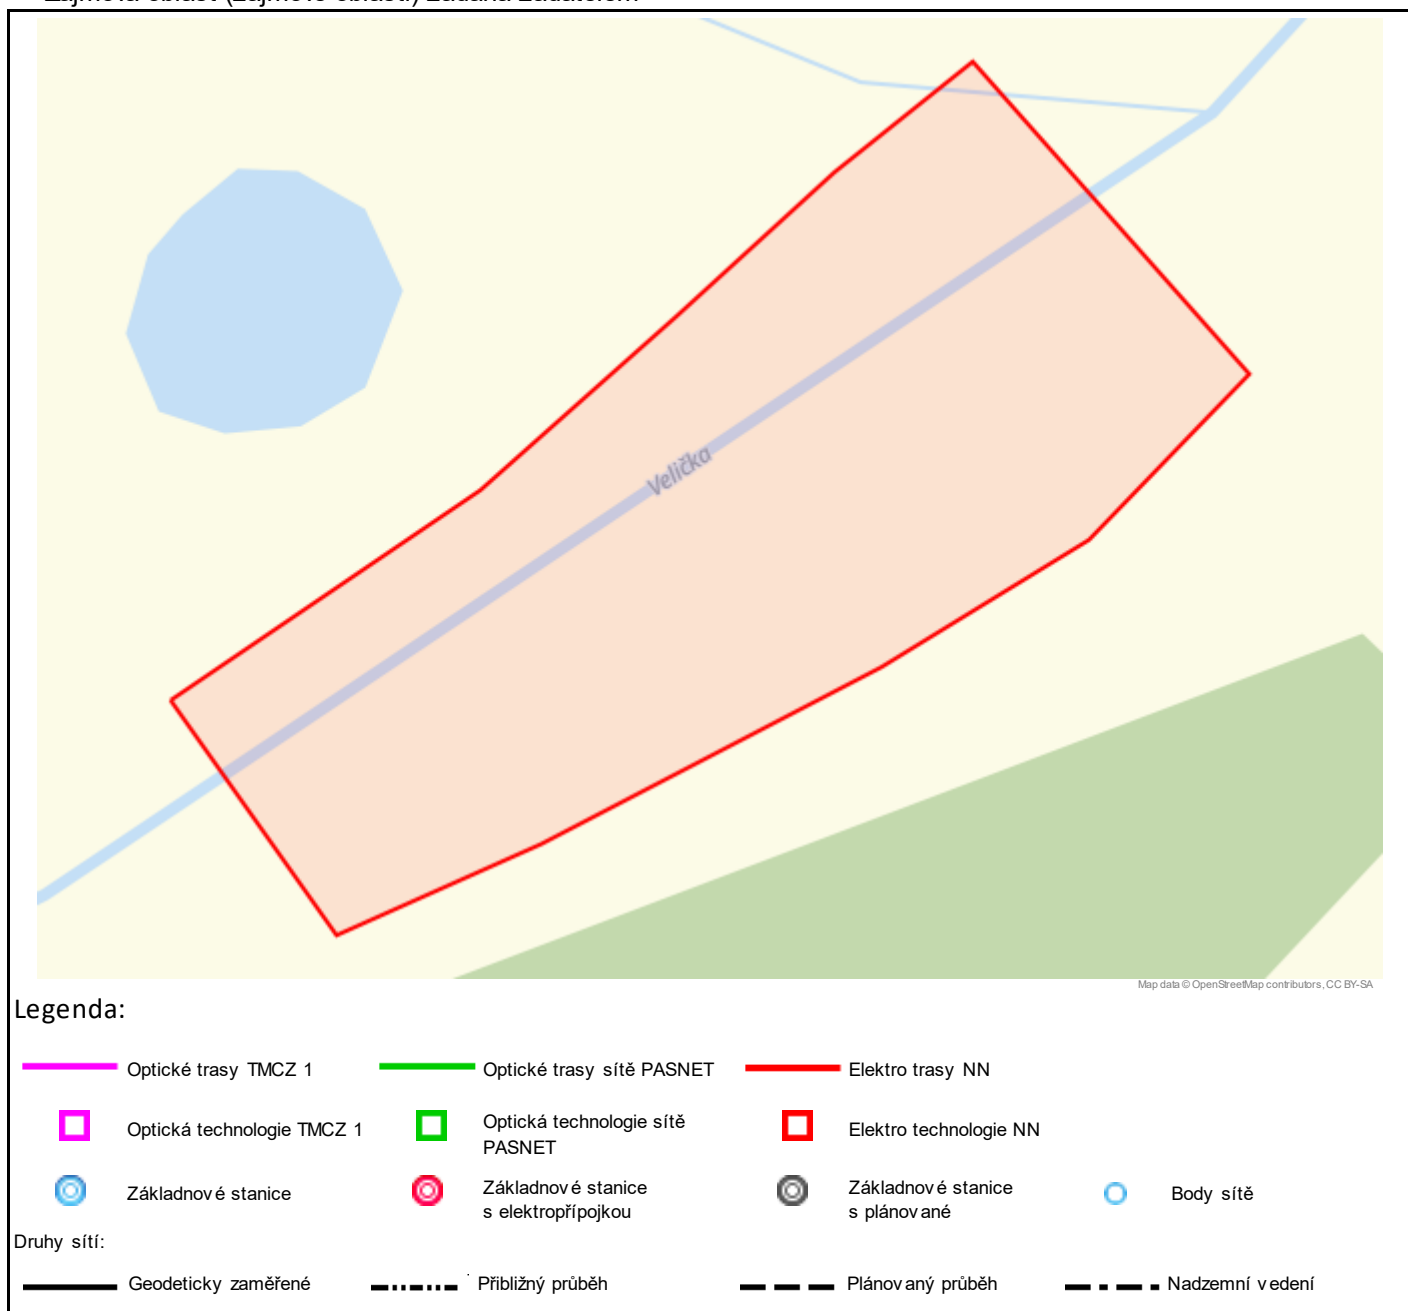 Velička
Map data © OpenStreetMap contributors, CC BY-SA
Legenda:
Optické trasy TMCZ 1
Optické trasy sítě PASNET
Elektro trasy NN
Optická technologie TMCZ 1
Optická technologie sítě
PASNET
Elektro technologie NN
Základnové stanice
Základnové stanice
s elektropřípojkou
Základnové stanice
s plánované
Body sítě
Druhy sítí:
Geodeticky zaměřené
Přibližný průběh
Plánovaný průběh
Nadzemní vedení